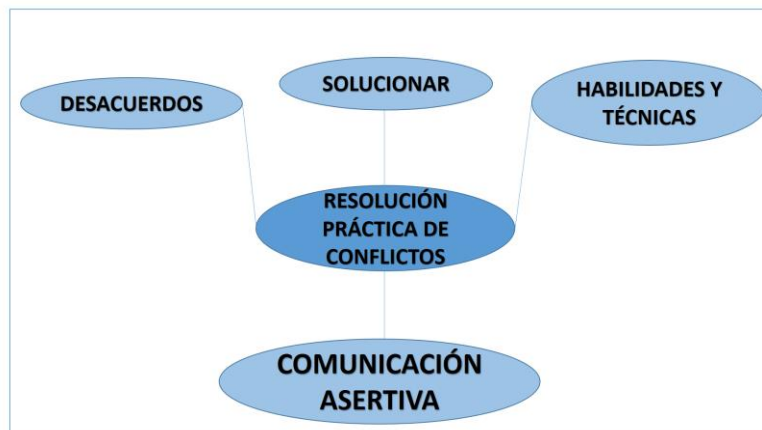 DESACUERDOS
SOLUCIONAR
HABILIDADES Y
TÉCNICAS
RESOLUCIÓN
PRÁCTICA DE
CONFLICTOS
COMUNICACIÓN
ASERTIVA